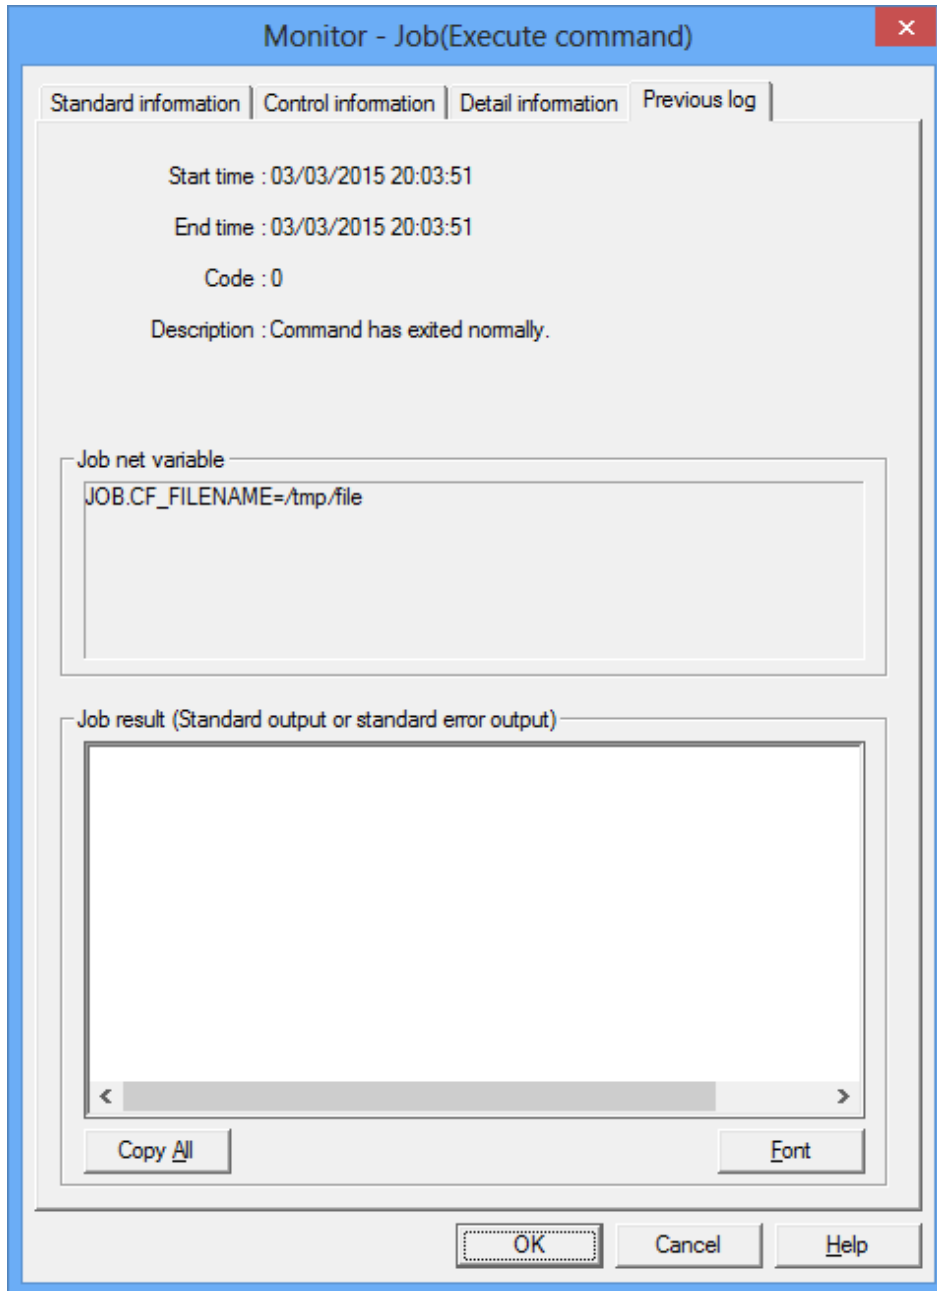 Monitor - Job(Execute command)
Standard information Control information Detail information Previous log
Start time : 03/03/2015 20:03:51
End time : 03/03/2015 20:03:51
Code : 0
Description : Command has exited normally.
Job net variable
JOB.CF_FILENAME=/tmp/file
Job result (Standard output or standard error output)
Copy All Font
OK Cancel Help